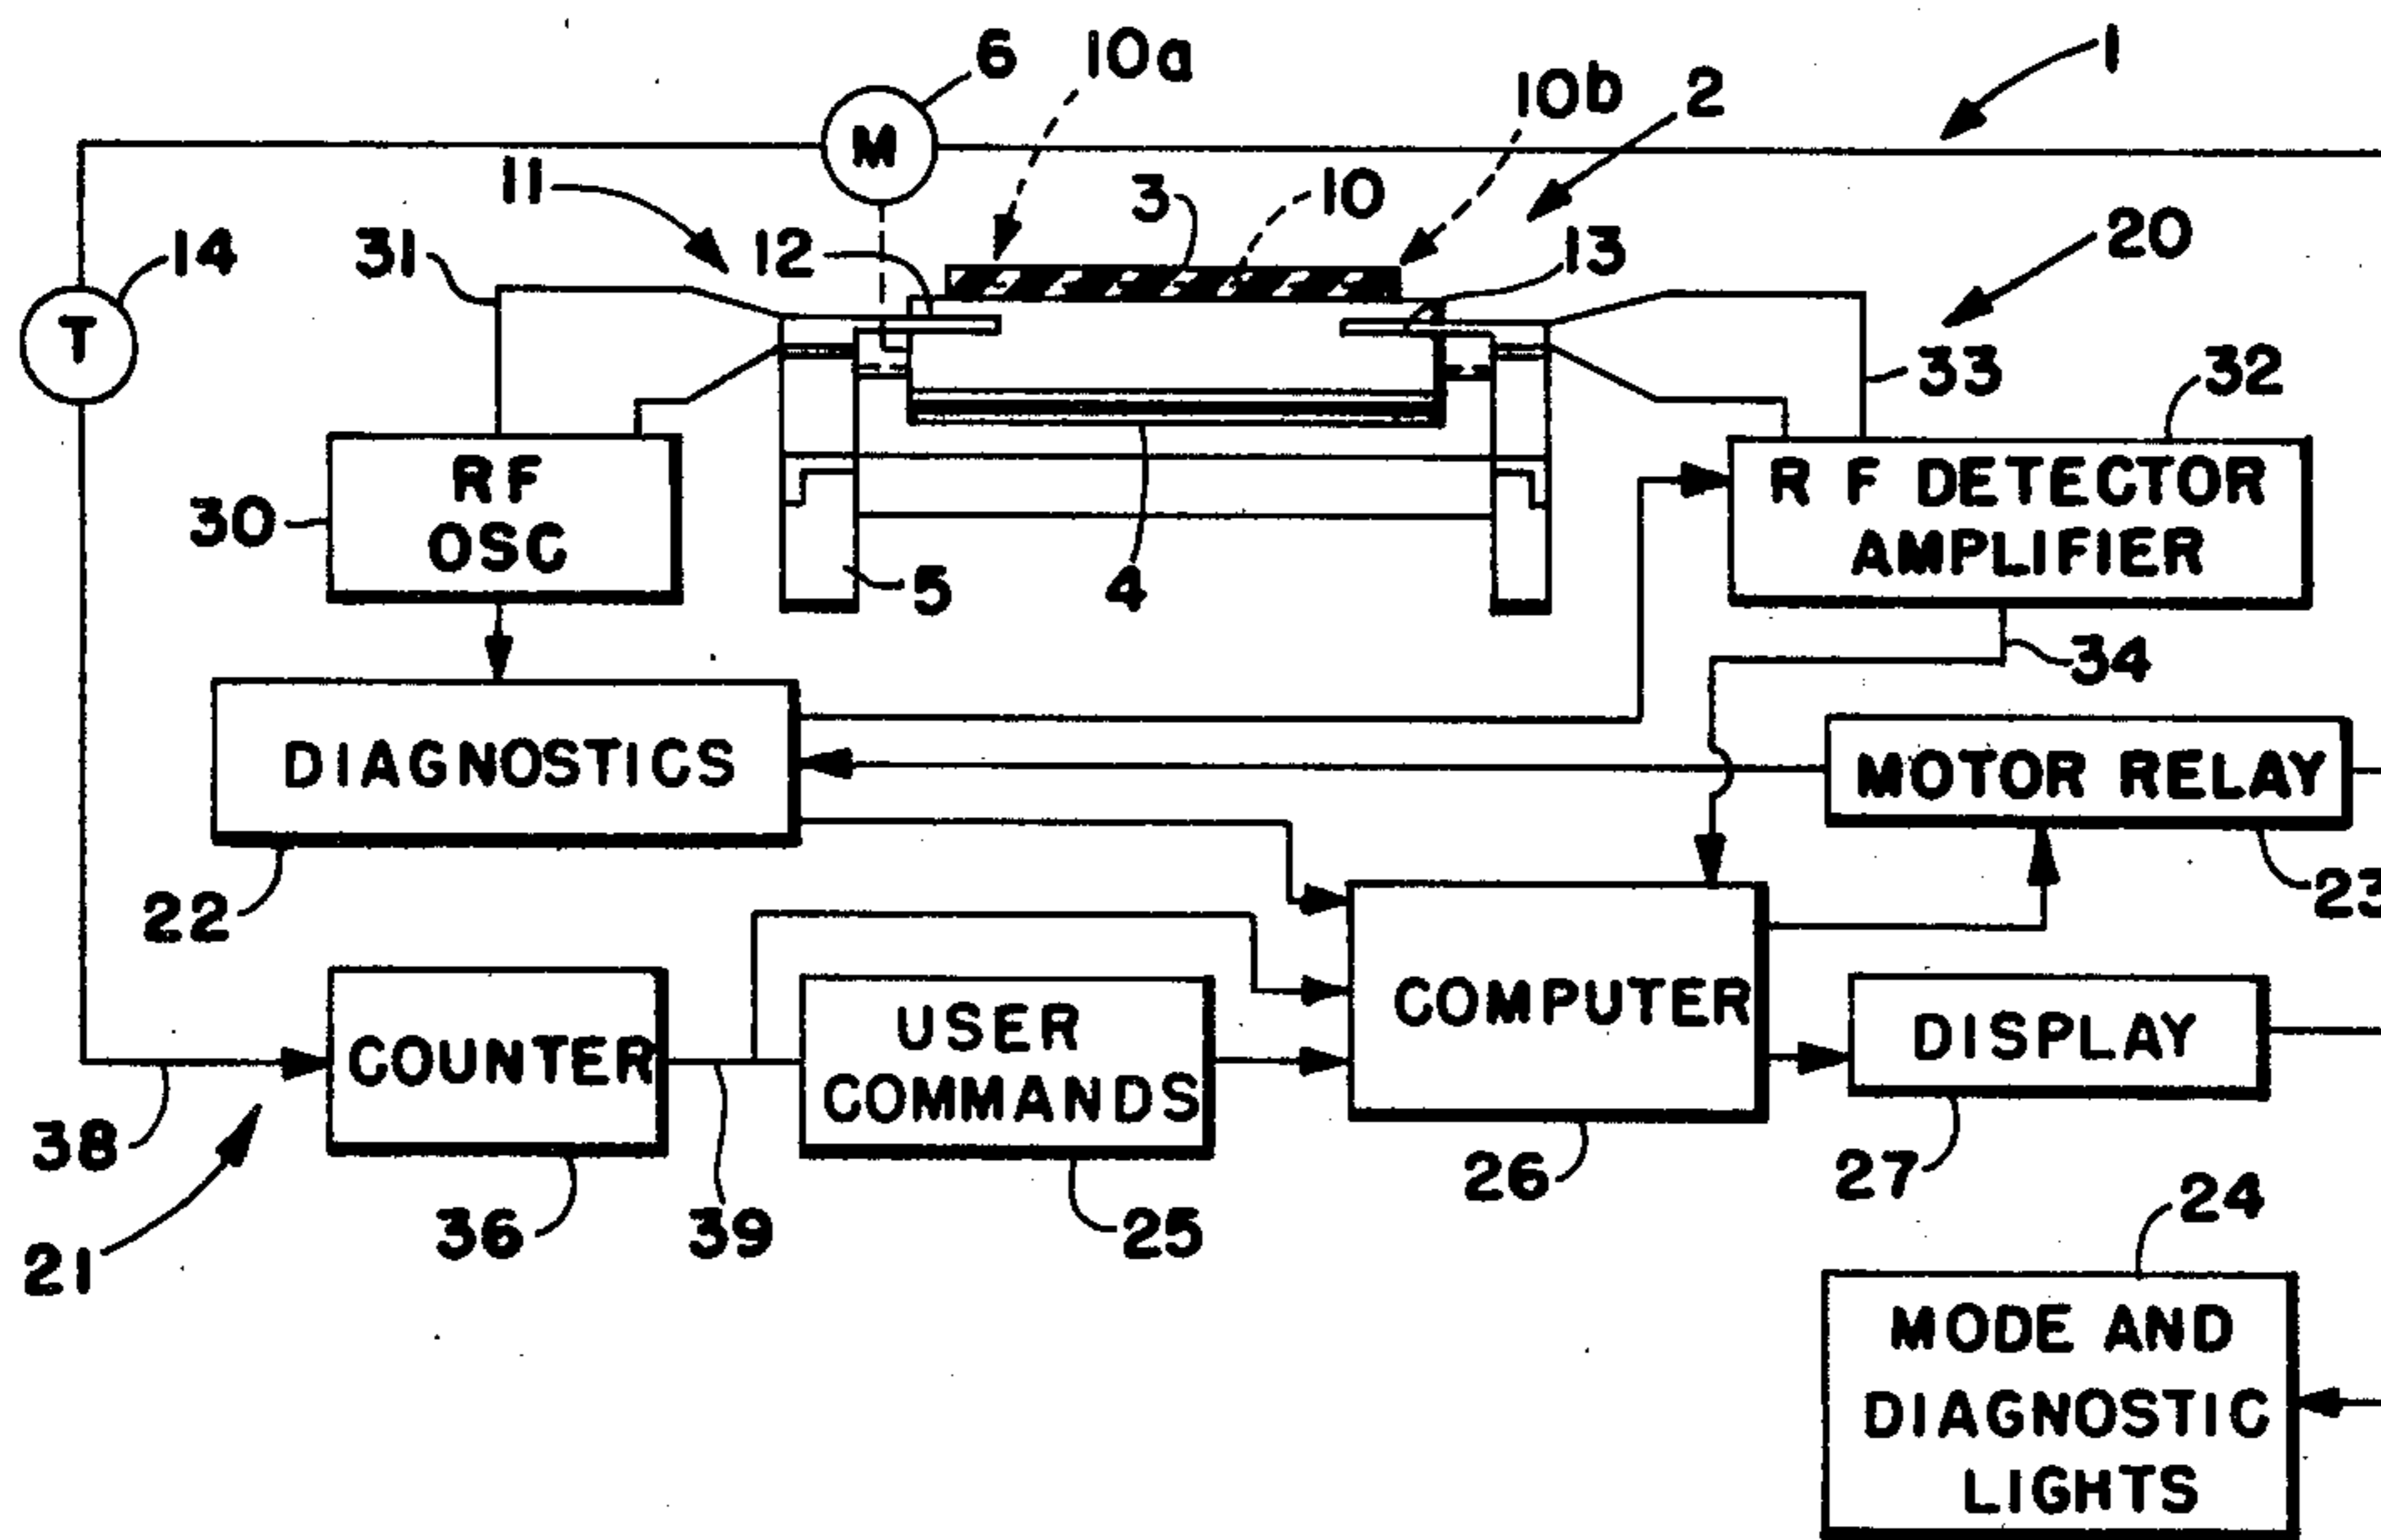 1
6
10a
10b
2
M
11
3
10
20
31
12
13
14
T
33
32
RF
OSC
30
R F DETECTOR
AMPLIFIER
5
4
34
DIAGNOSTICS
MOTOR RELAY
22
23
COMPUTER
COUNTER
USER
COMMANDS
DISPLAY
38
21
36
39
25
26
27
24
MODE AND
DIAGNOSTIC
LIGHTS